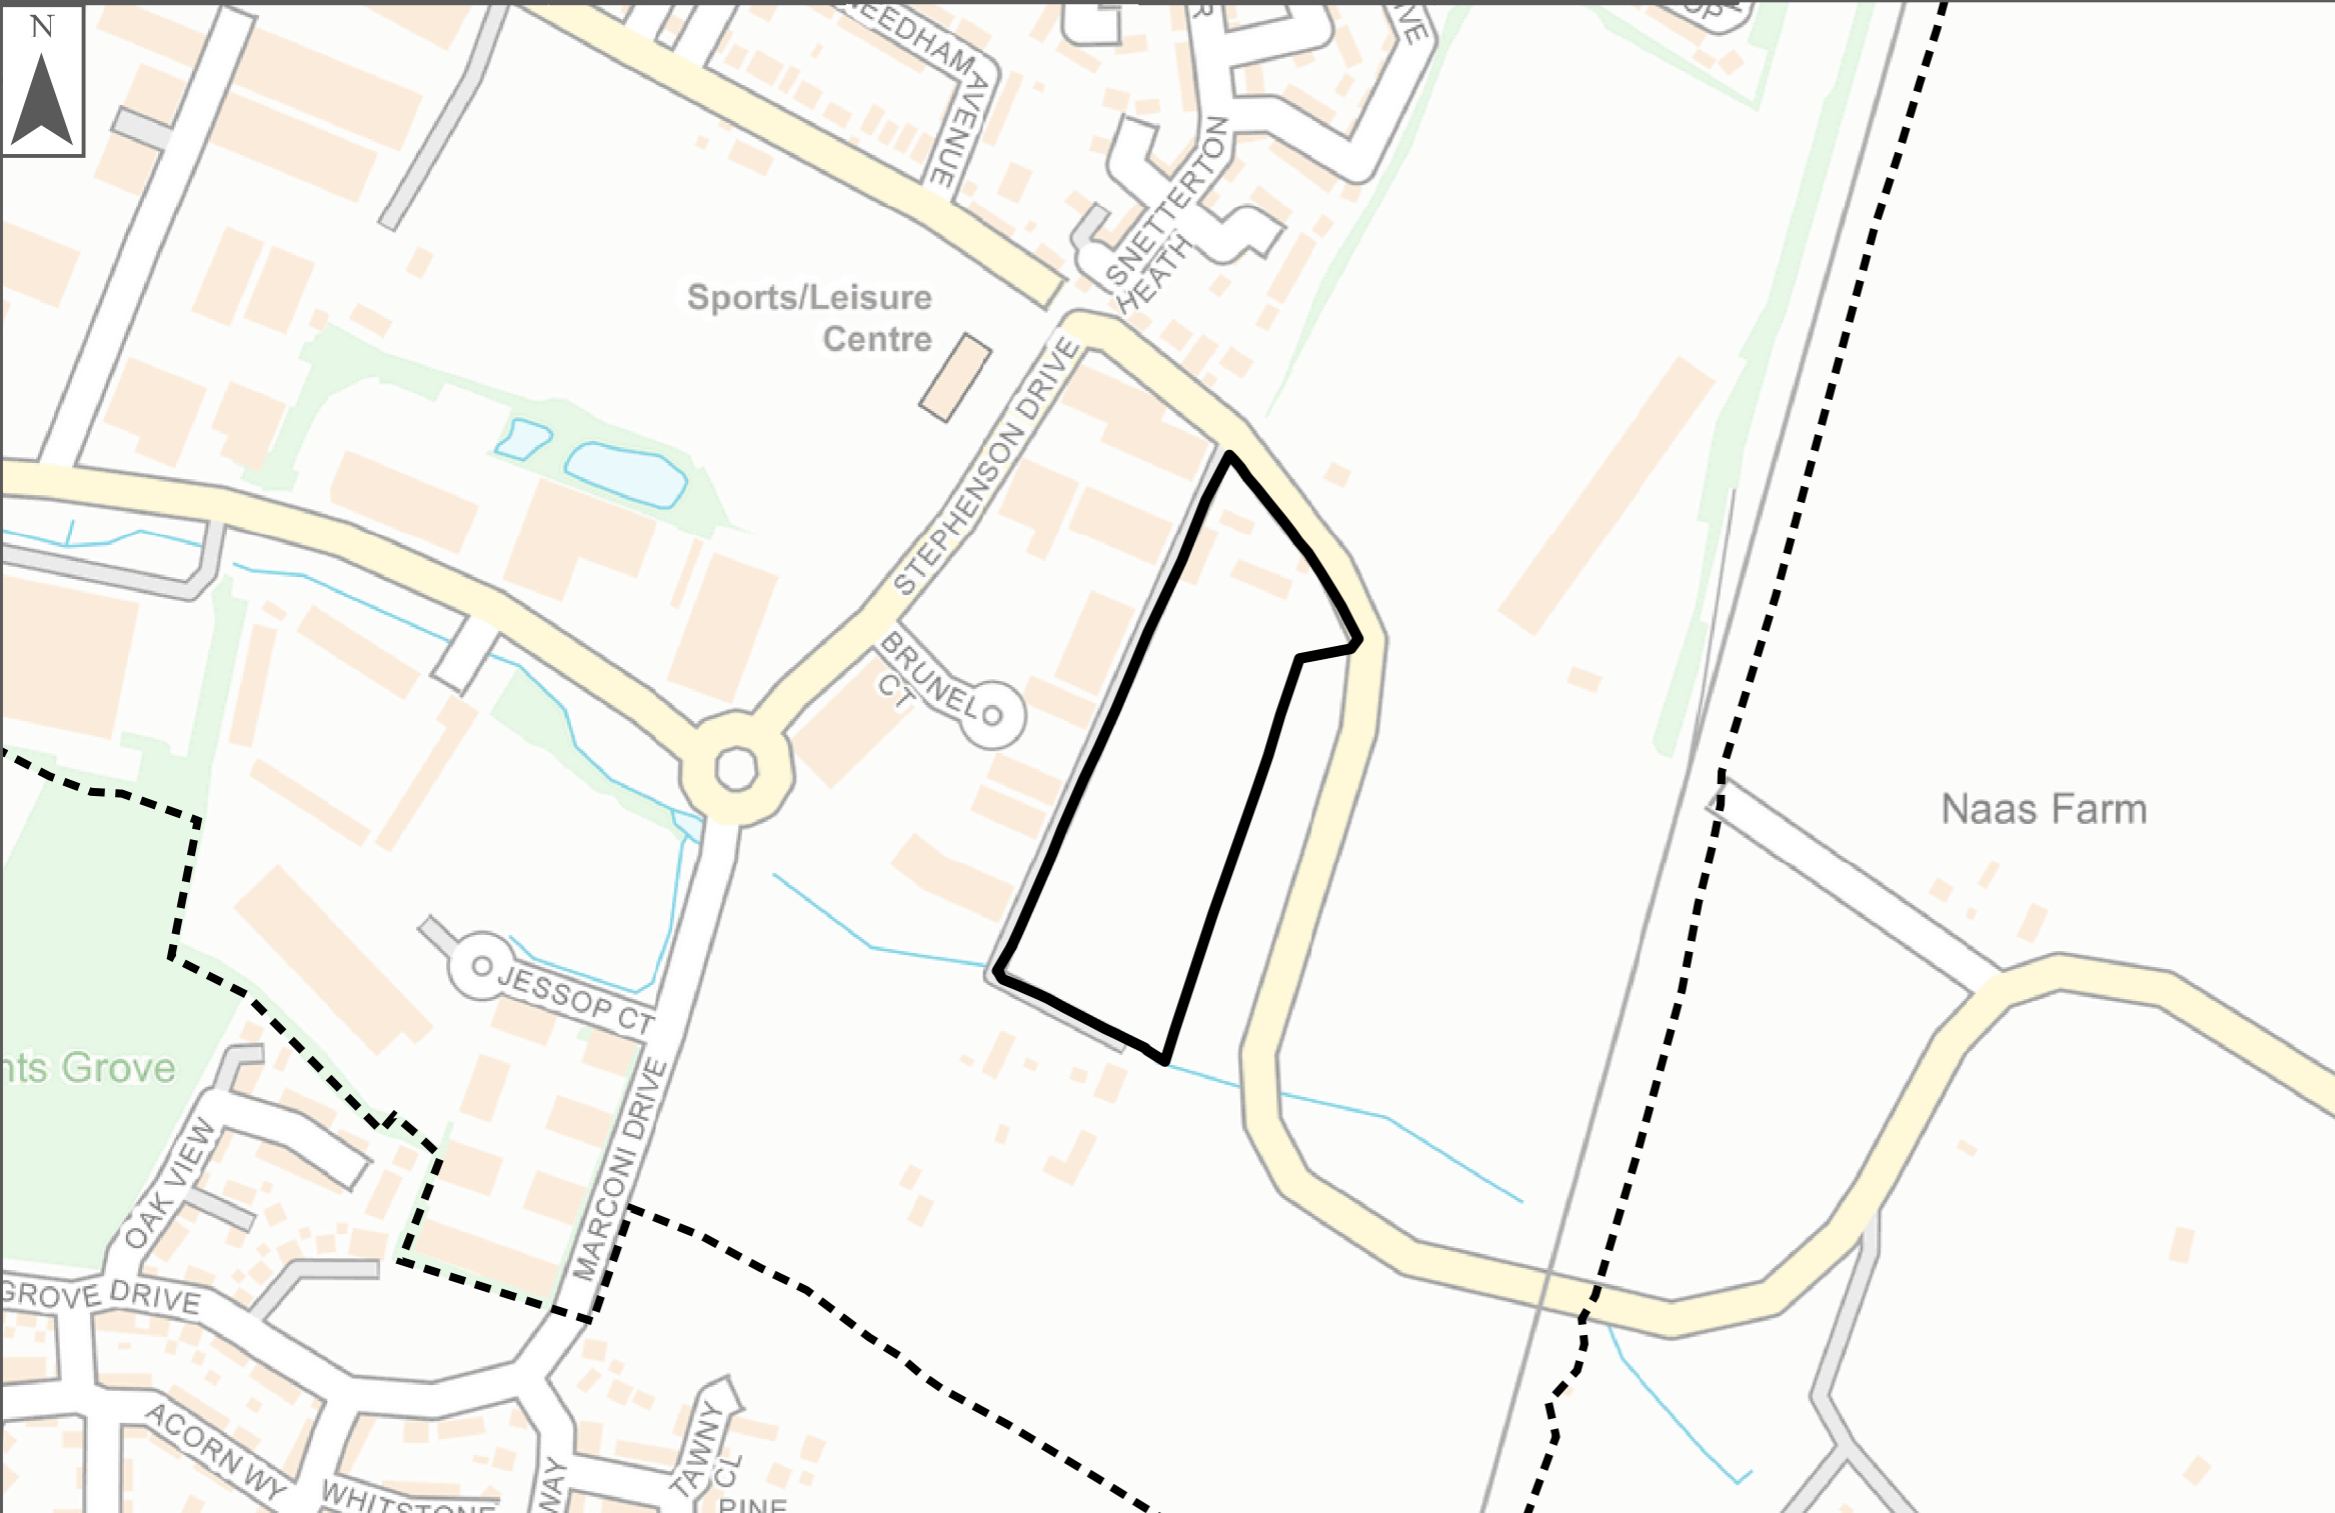 N
NEEDHAM
AVENUE
SNETTERTON
HEATH
Sports/Leisure
Centre
STEPHENSON DRIVE
BRUNEL
CT
Naas Farm
JESSOP CT
nts Grove
MARCONI DRIVE
OAK VIEW
GROVE DRIVE
ACORN WY
WHITSTONE
WAY
TAWNY
CL
PINE